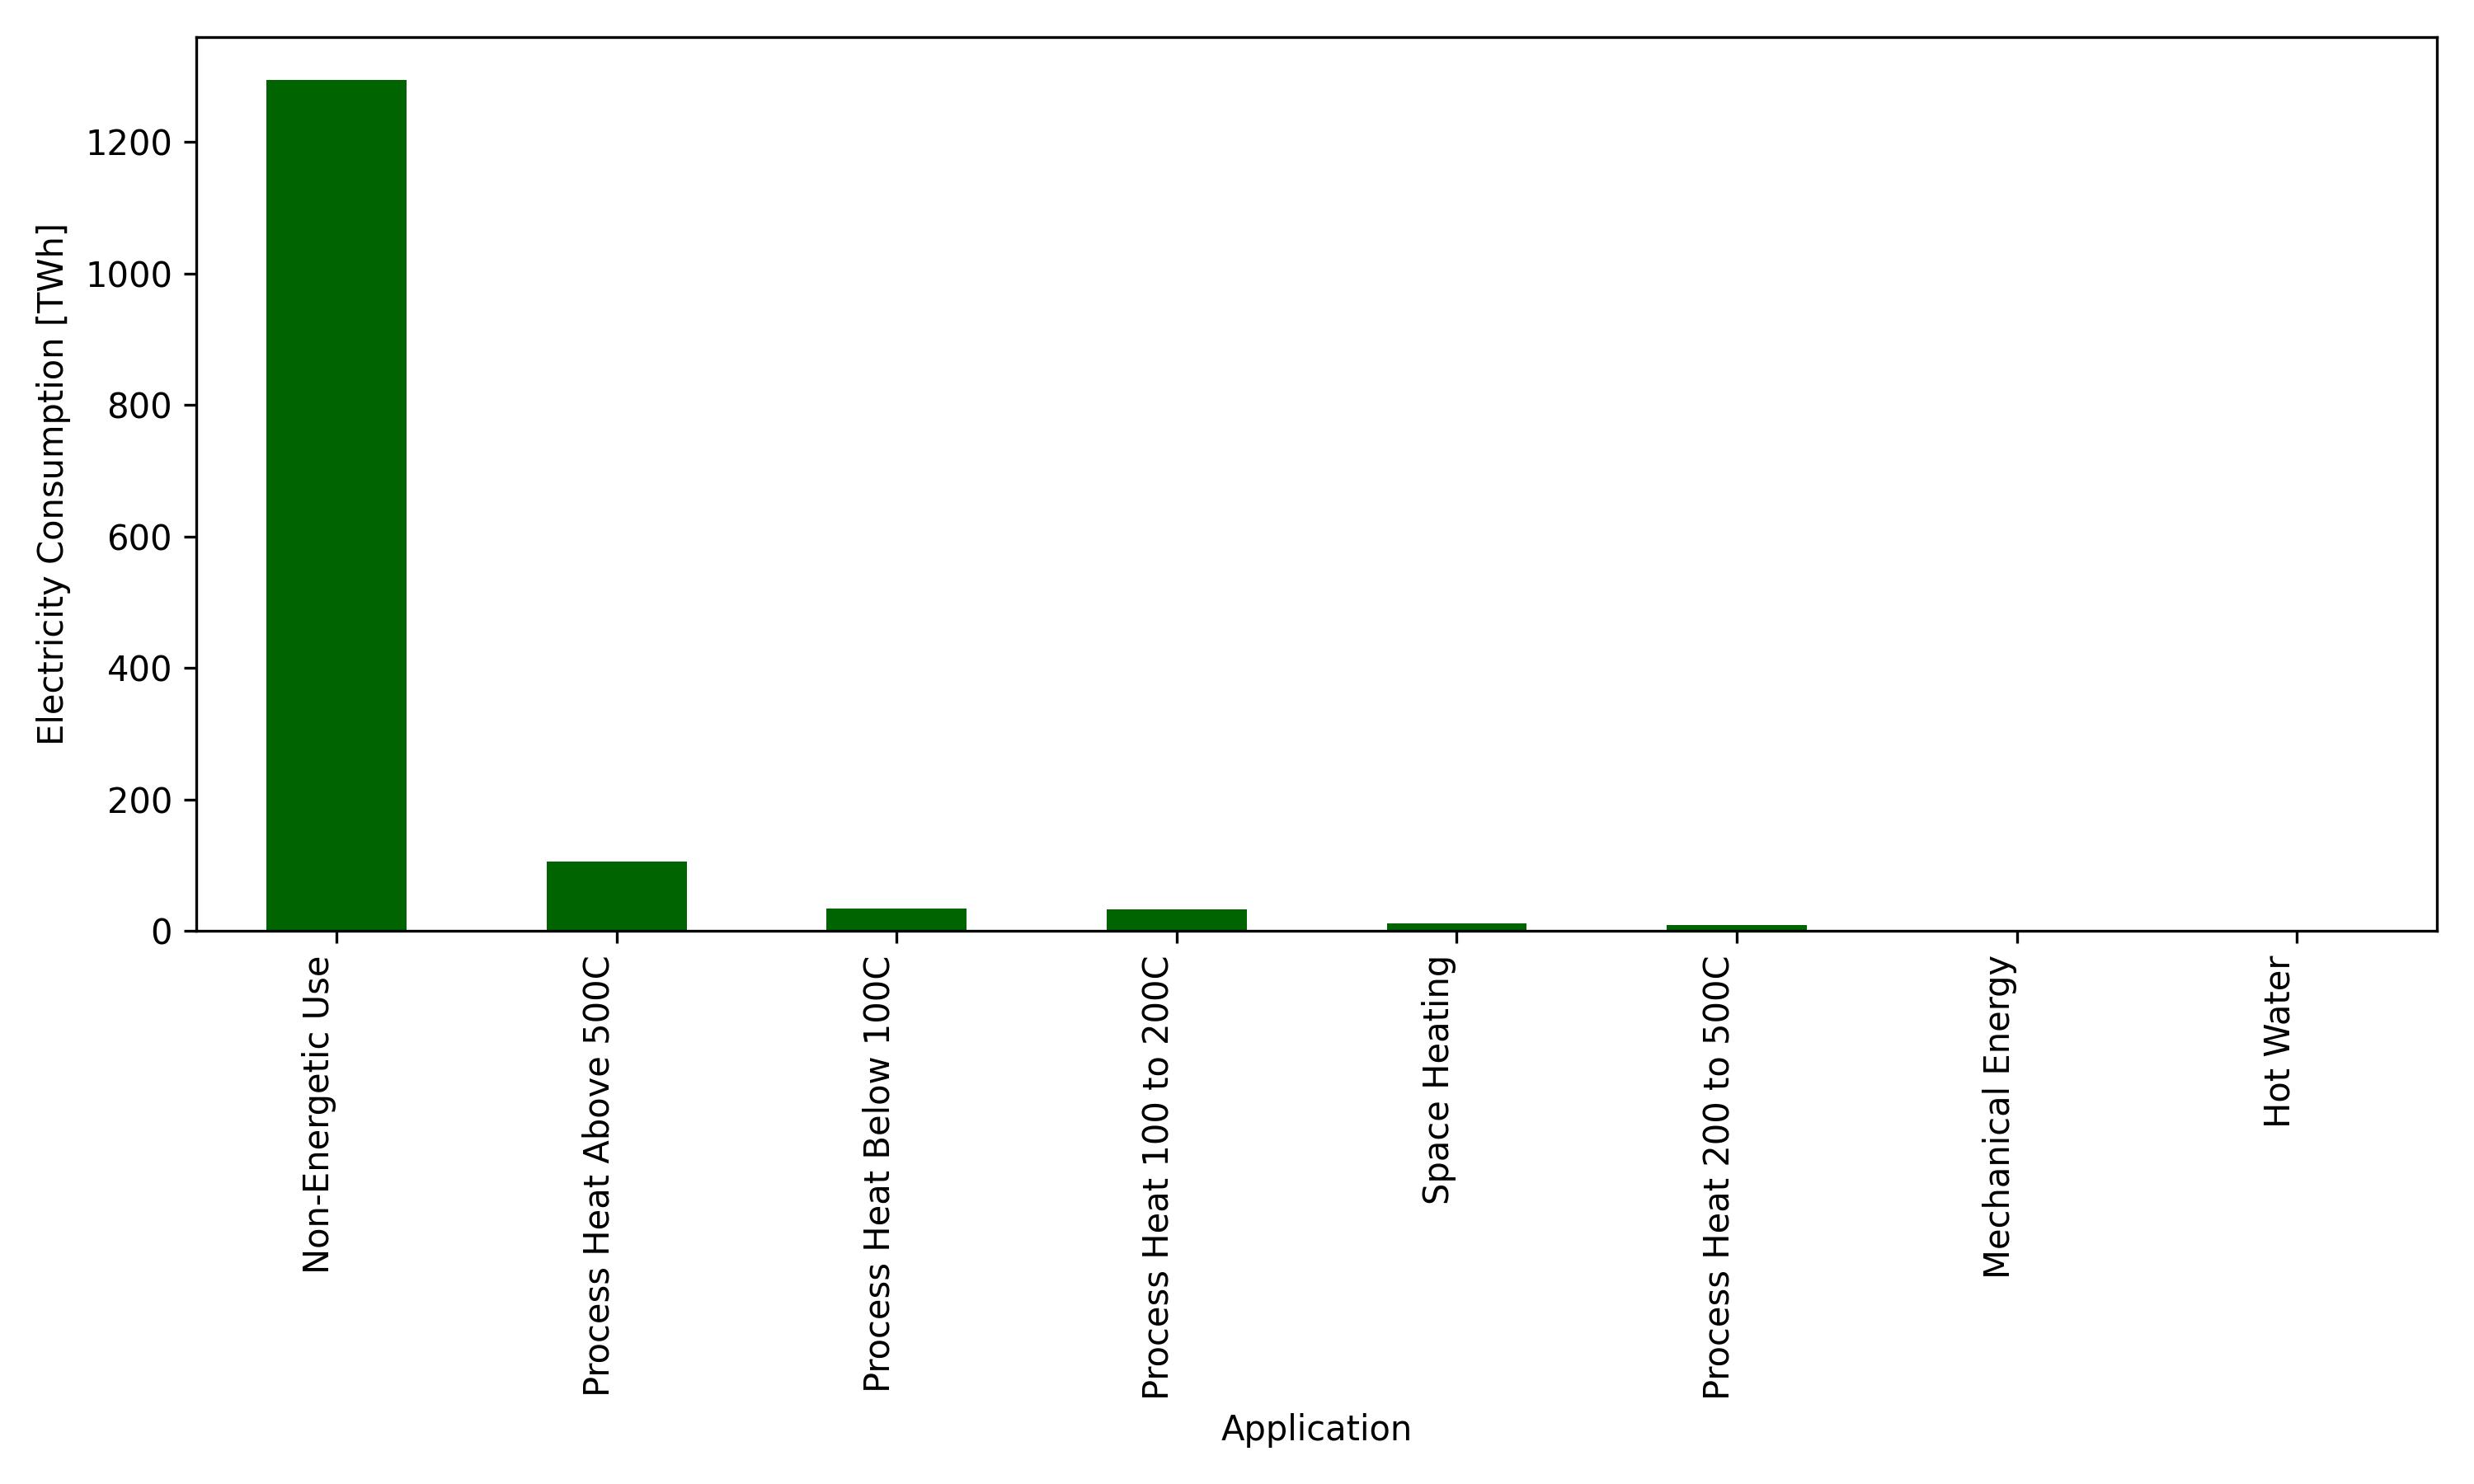 Electricity Consumption [TWh]
1200
1000
800
600
400
200
0
Non-Energetic Use
Process Heat Above 500C
Process Heat Below 100C
Process Heat 100 to 200C
Space Heating
Process Heat 200 to 500C
Mechanical Energy
Hot Water
Application